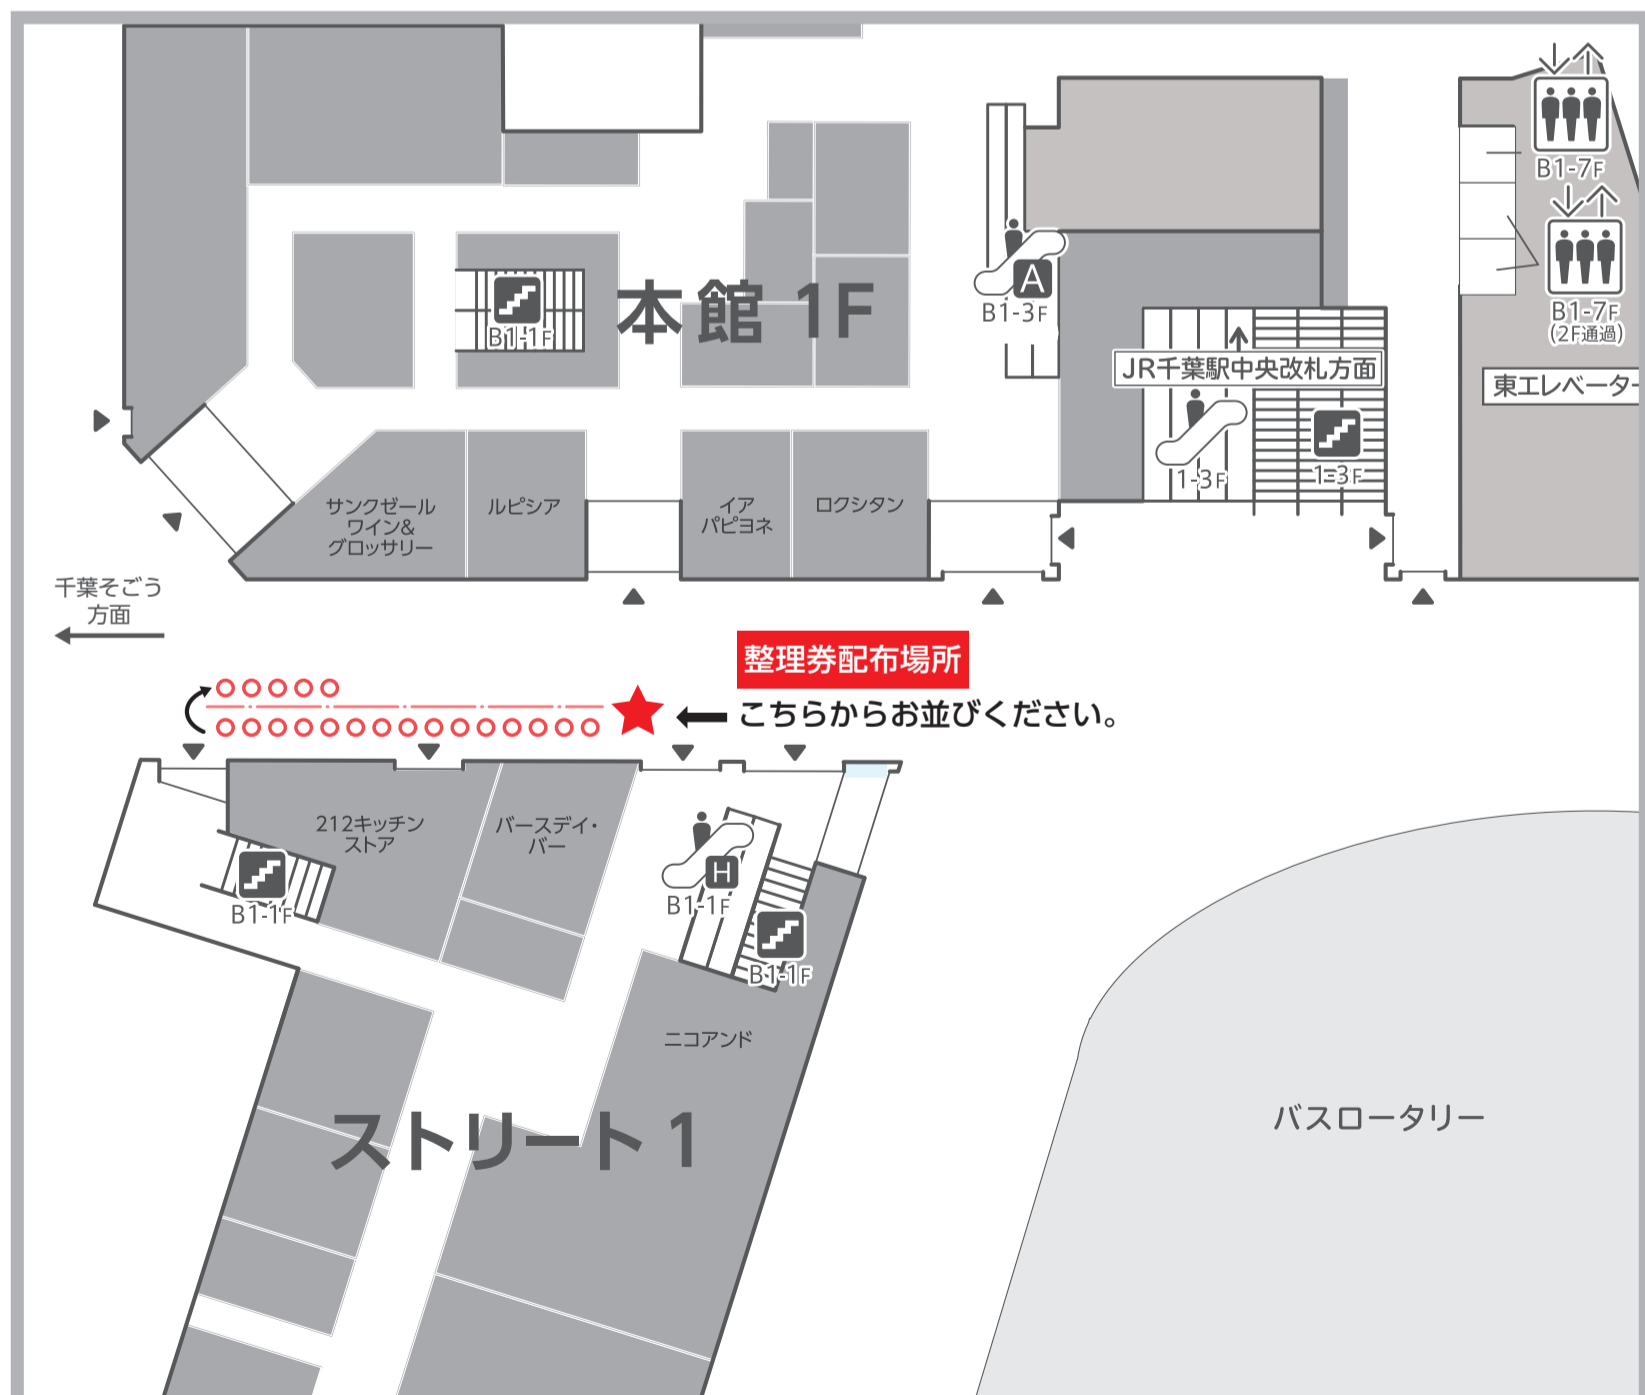 B1-7F
B1-7F
(2F通過)
本館 1F
B1-1F
A
B1-3F
JR千葉駅中央改札方面
東エレベーター
1-3F
1-3F
サンクゼール
ワイン&
グロッサリー
ルピシア
イア
パピヨネ
ロクシタン
千葉そごう
方面
整理券配布場所
こちらからお並びください。
212キッチン
ストア
バースデイ・
バー
B1-1F
H
B1-1F
B1-1F
ニコアンド
ストリート 1
バスロータリー